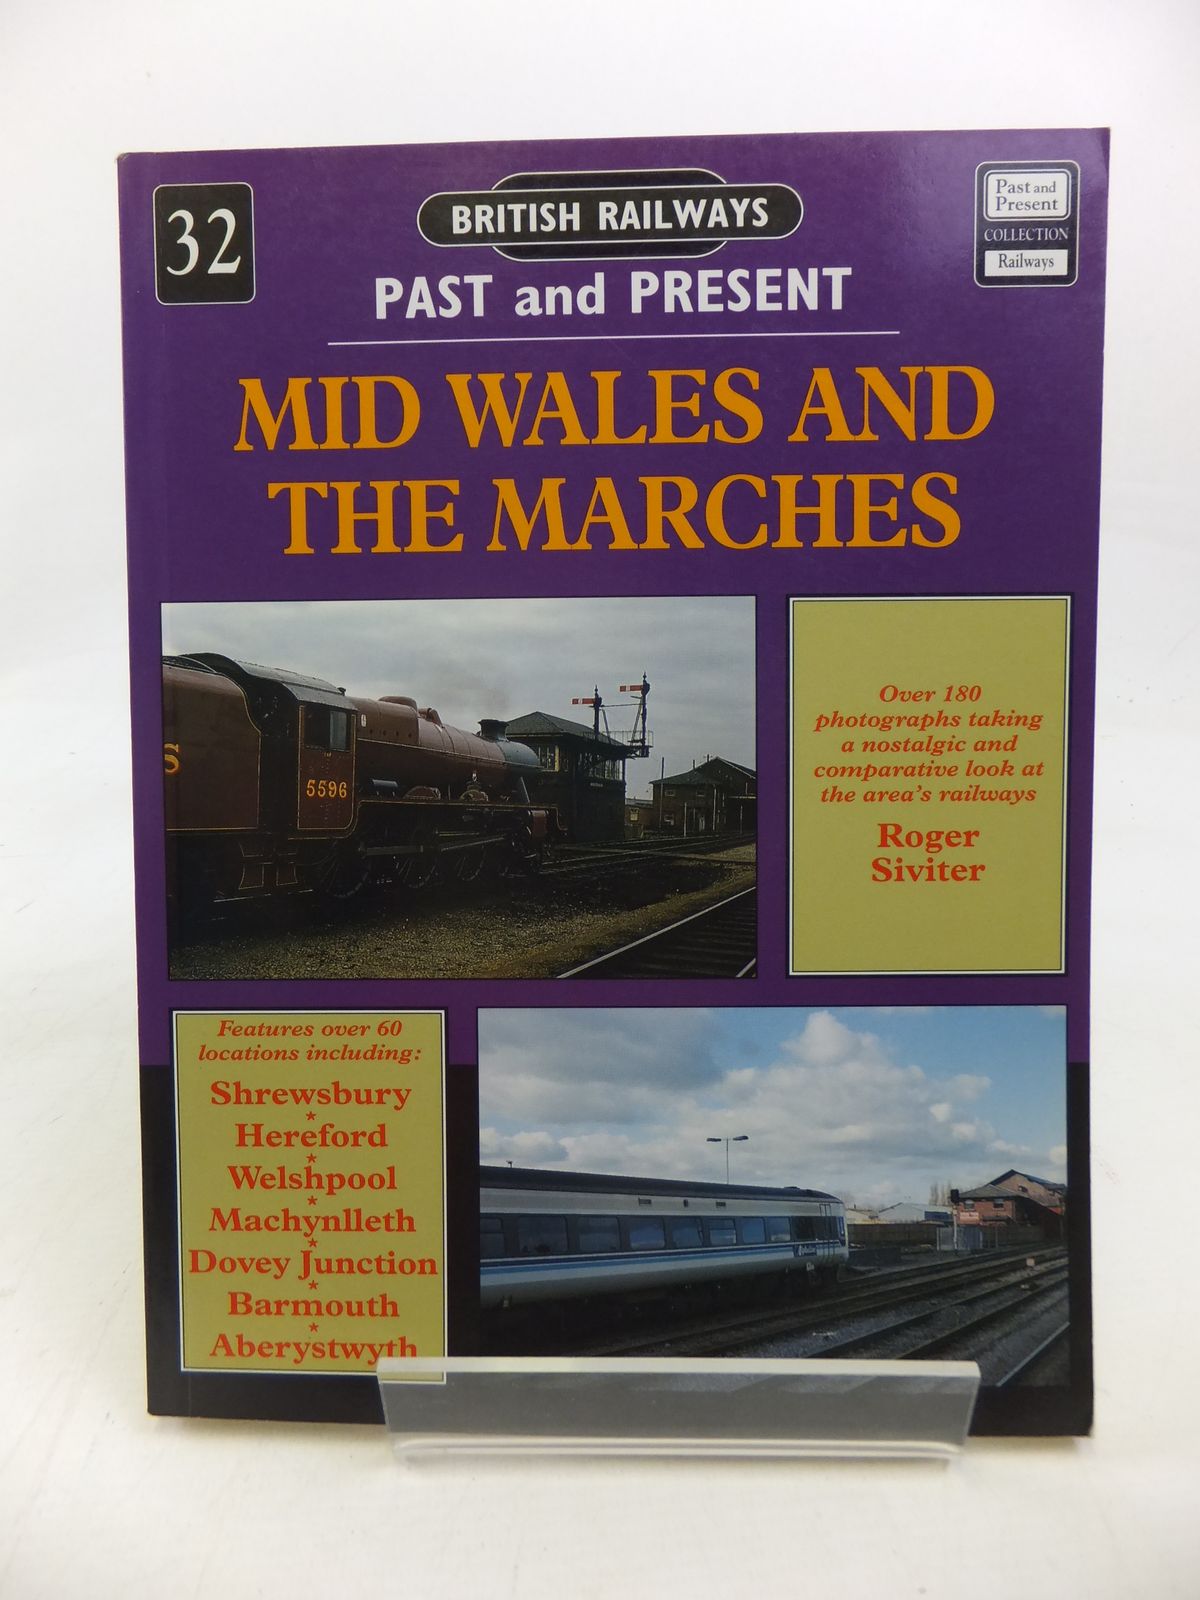 32
BRITISH RAILWAYS
PAST and PRESENT
Past and
Present
COLLECTION
Railways
MID WALES AND
THE MARCHES
S
5596
Over 180
photographs taking
a nostalgic and
comparative look at
the area's railways
Roger
Siviter
Features over 60
locations including:
Shrewsbury
*
Hereford
*
Welshpool
*
Machynlleth
*
Dovey Junction
*
Barmouth
*
Aberystwyth